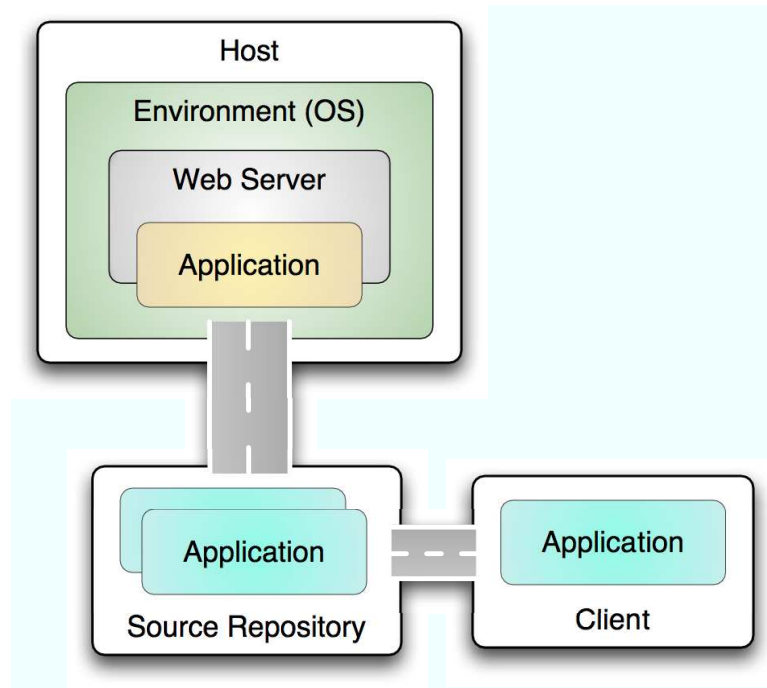 Host
Environment (OS)
Web Server
Application
Application
Source Repository
Application
Client